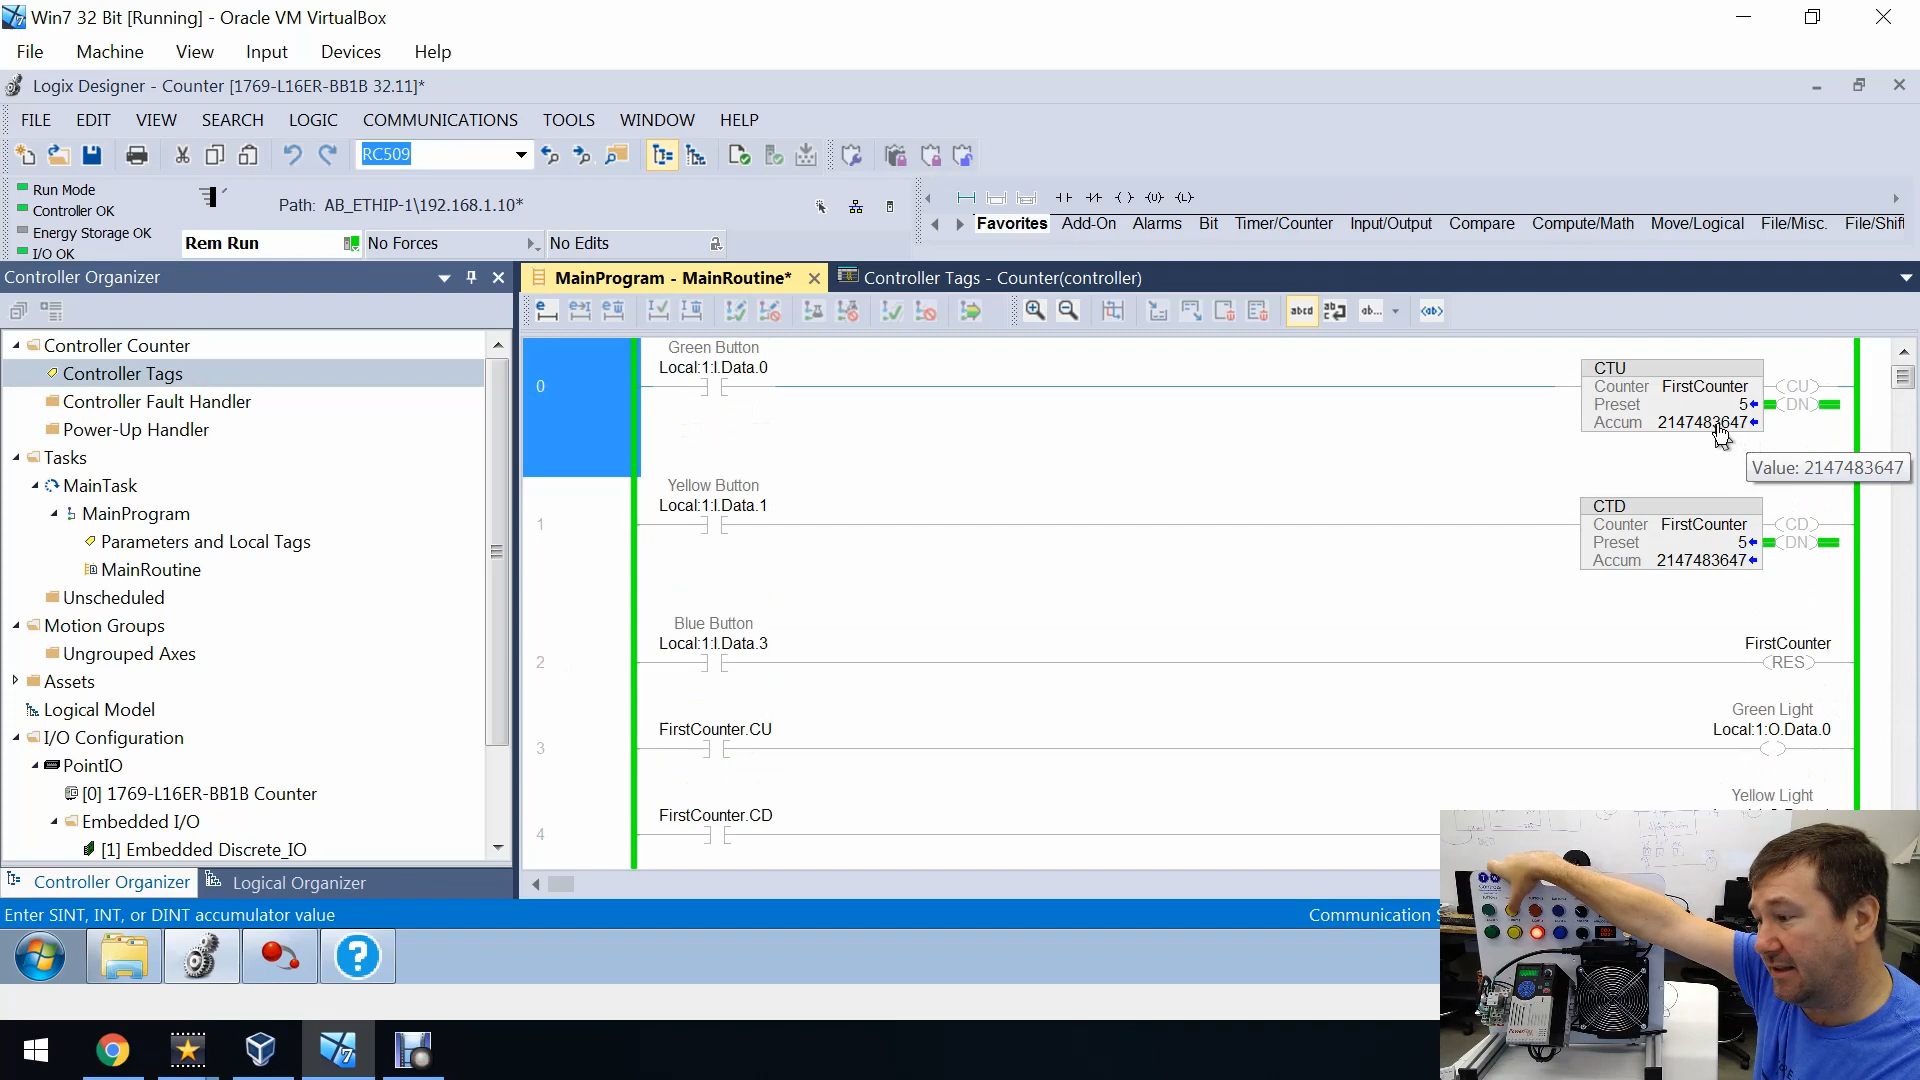 Win7 32 Bit [Running] - Oracle VM VirtualBox
File Machine View Input Devices Help
Logix Designer - Counter [1769-L16ER-BB1B 32.11]*
FILE EDIT VIEW SEARCH LOGIC COMMUNICATIONS TOOLS WINDOW HELP
RC509
Run Mode
Controller OK
Energy Storage OK
I/O OK
Path: AB_ETHIP-1\192.168.1.10*
Rem Run
No Forces
No Edits
Favorites Add-On Alarms Bit Timer/Counter Input/Output Compare Compute/Math Move/Logical File/Misc. File/Shift
Controller Organizer
Controller Counter
Controller Tags
Controller Fault Handler
Power-Up Handler
Tasks
MainTask
MainProgram
Parameters and Local Tags
MainRoutine
Unscheduled
Motion Groups
Ungrouped Axes
Assets
Logical Model
I/O Configuration
PointIO
[0] 1769-L16ER-BB1B Counter
Embedded I/O
[1] Embedded Discrete_IO
Controller Organizer Logical Organizer
MainProgram - MainRoutine*
Controller Tags - Counter(controller)
0
Green Button
Local:1:I.Data.0
CTU
Counter FirstCounter
Preset 5
Accum 2147483647
CU
DN
Value: 2147483647
1
Yellow Button
Local:1:I.Data.1
CTD
Counter FirstCounter
Preset 5
Accum 2147483647
CD
DN
2
Blue Button
Local:1:I.Data.3
FirstCounter
RES
3
FirstCounter.CU
Green Light
Local:1:O.Data.0
4
FirstCounter.CD
Yellow Light
Enter SINT, INT, or DINT accumulator value
Communication